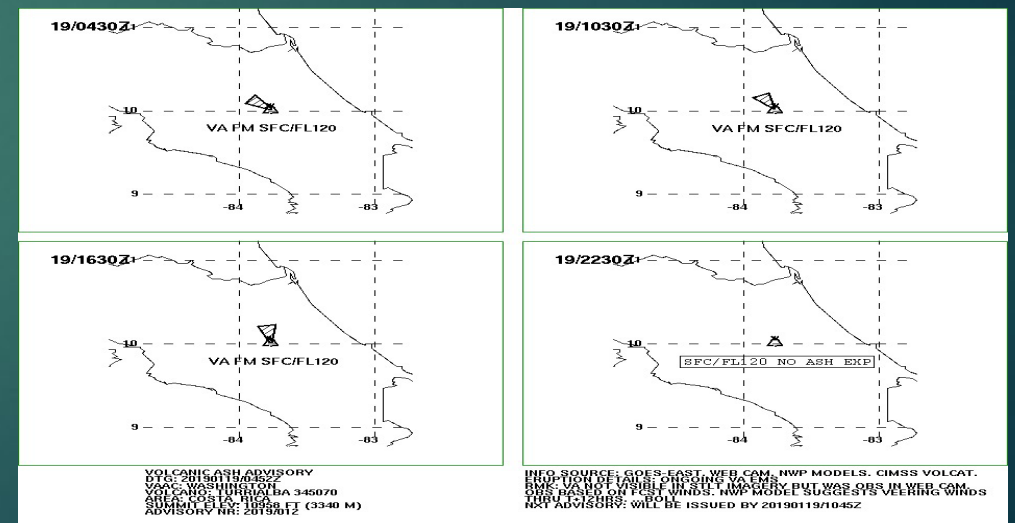 19/0430Z
11
10
VA FM SFC/FL120
9
-84
-83
19/1030Z
11
10
VA FM SFC/FL120
9
-84
-83
19/1630Z
11
10
VA FM SFC/FL120
9
-84
-83
19/2230Z
11
10
SFC/FL120 NO ASH EXP
9
-84
-83
VOLCANIC ASH ADVISORY
DTG: 20190119/0452Z
VAAC: WASHINGTON
VOLCANO: TURRIALBA 345070
AREA: COSTA RICA
SUMMIT ELEV: 10958 FT (3340 M)
ADVISORY NR: 2019/012
INFO SOURCE: GOES-EAST. WEB CAM. NWP MODELS. CIMSS VOLCAT.
ERUPTION DETAILS: ONGOING VA EMS
RMK: VA NOT VISIBLE IN STLT IMAGERY BUT WAS OBS IN WEB CAM.
OBS BASED ON FCST WINDS. NWP MODEL SUGGESTS VEERING WINDS
THRU T+12HRS. ...BOLL
NXT ADVISORY: WILL BE ISSUED BY 20190119/1045Z